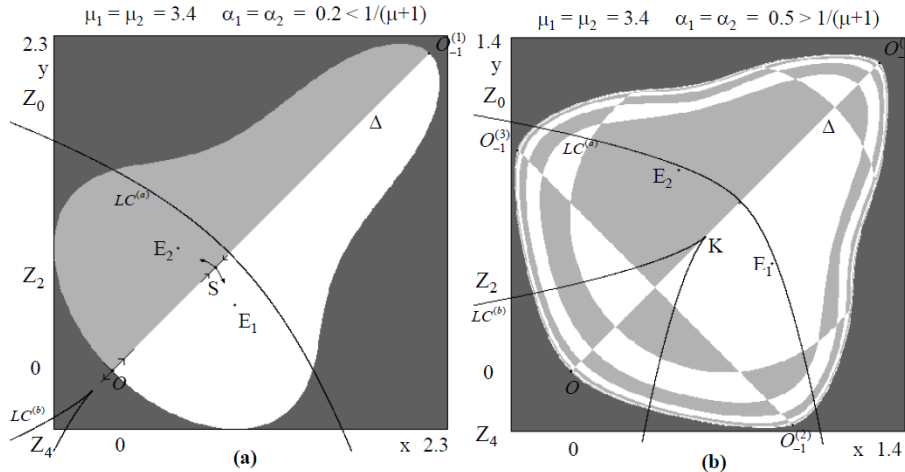 μ₁ = μ₂ = 3.4 α₁ = α₂ = 0.2 < 1/(μ+1)
2.3
y
Z₀
O₋₁⁽¹⁾
Δ
LC⁽ᵃ⁾
E₂
Z₂
S
E₁
0
O
LC⁽ᵇ⁾
Z₄
0
x 2.3
(a)
μ₁ = μ₂ = 3.4 α₁ = α₂ = 0.5 > 1/(μ+1)
1.4
y
Z₀
LC⁽ᵃ⁾
O₋₁⁽³⁾
Δ
E₂
K
E₁
Z₂
LC⁽ᵇ⁾
0
O
Z₄
O₋₁⁽²⁾
0
x 1.4
(b)